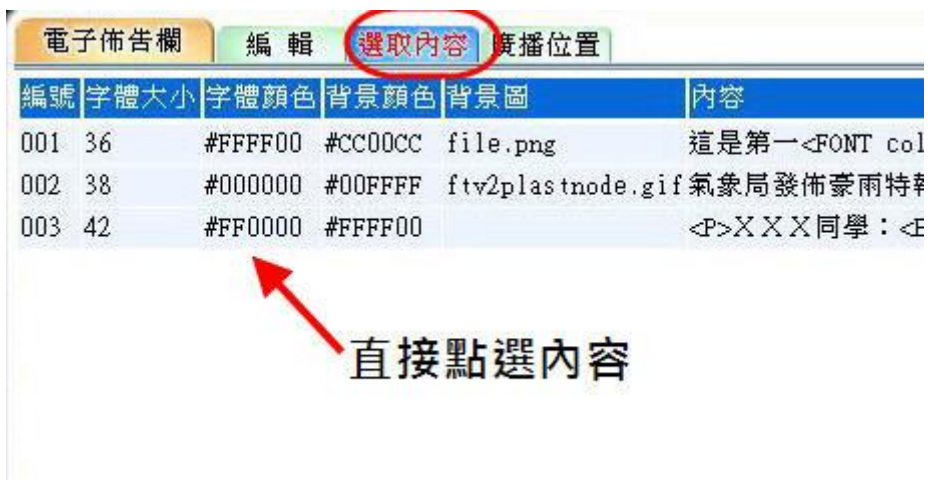 電子佈告欄 編 輯 選取內容 廣播位置
編號 字體大小 字體顏色 背景顏色 背景圖 內容
001 36 #FFFF00 #CC00CC file.png 這是第一<FONT col
002 38 #000000 #00FFFF ftv2plastnode.gif 氣象局發佈豪雨特
003 42 #FF0000 #FFFF00 <P>ＸＸＸ同學：<
直接點選內容